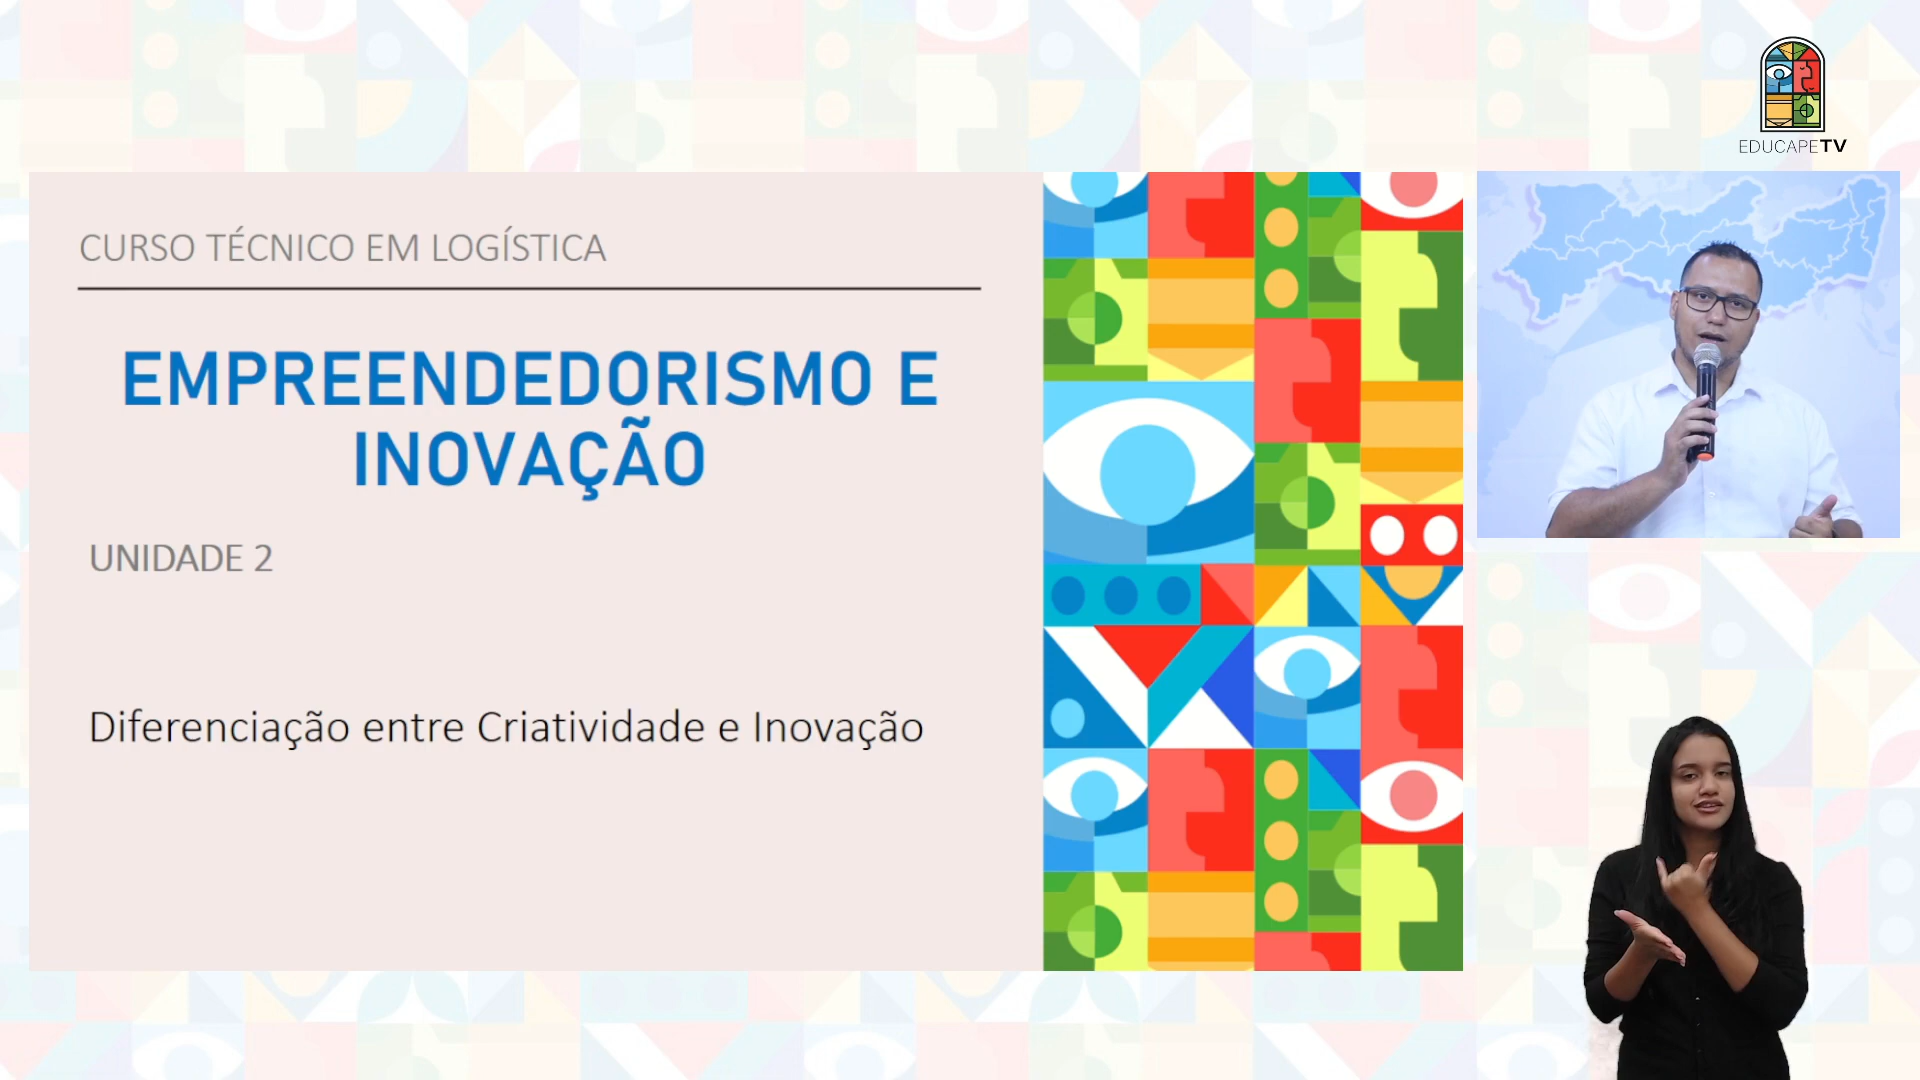 EDUCAPETV
CURSO TÉCNICO EM LOGÍSTICA
EMPREENDEDORISMO E
INOVAÇÃO
UNIDADE 2
Diferenciação entre Criatividade e Inovação